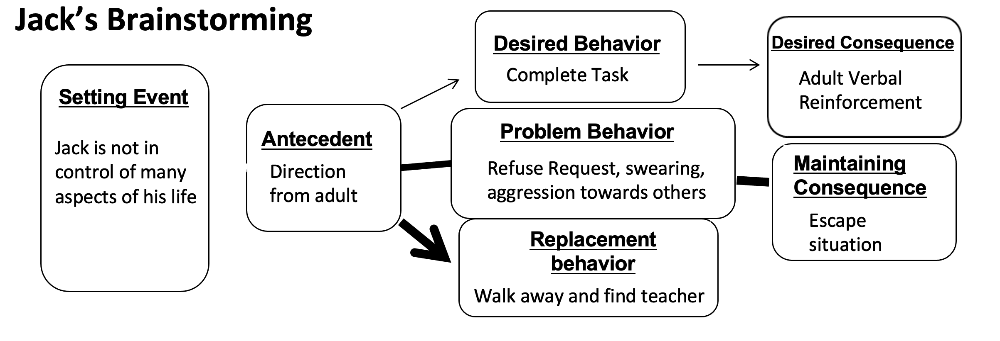 Jack’s Brainstorming
Setting Event
Jack is not in
control of many
aspects of his life
Antecedent
Direction
from adult
Desired Behavior
Complete Task
Problem Behavior
Refuse Request, swearing,
aggression towards others
Replacement
behavior
Walk away and find teacher
Desired Consequence
Adult Verbal
Reinforcement
Maintaining
Consequence
Escape
situation